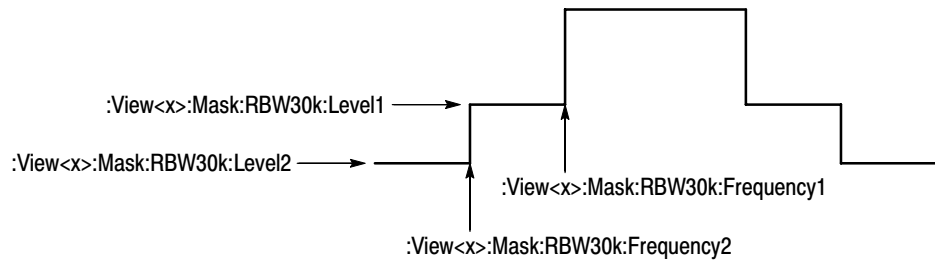 :View<x>:Mask:RBW30k:Level1
:View<x>:Mask:RBW30k:Level2
:View<x>:Mask:RBW30k:Frequency1
:View<x>:Mask:RBW30k:Frequency2